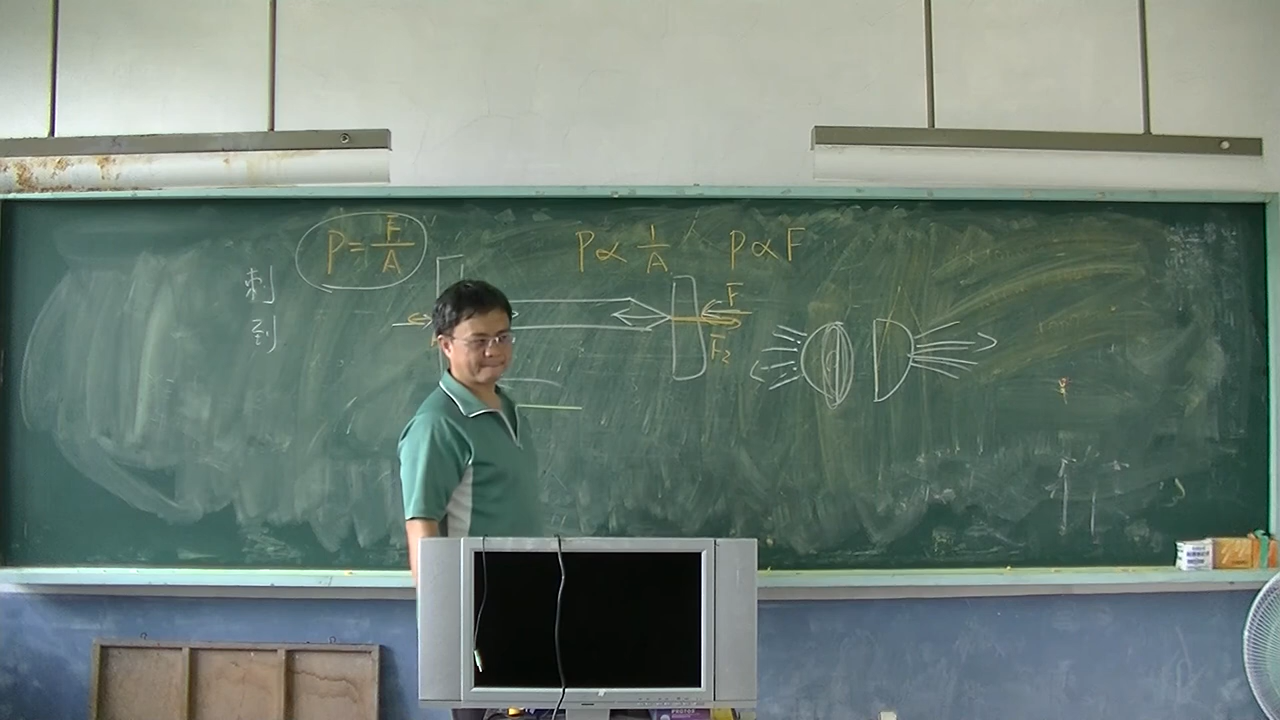 P = F/A
P ∝ 1/A
P ∝ F
刺
到
F
F₂